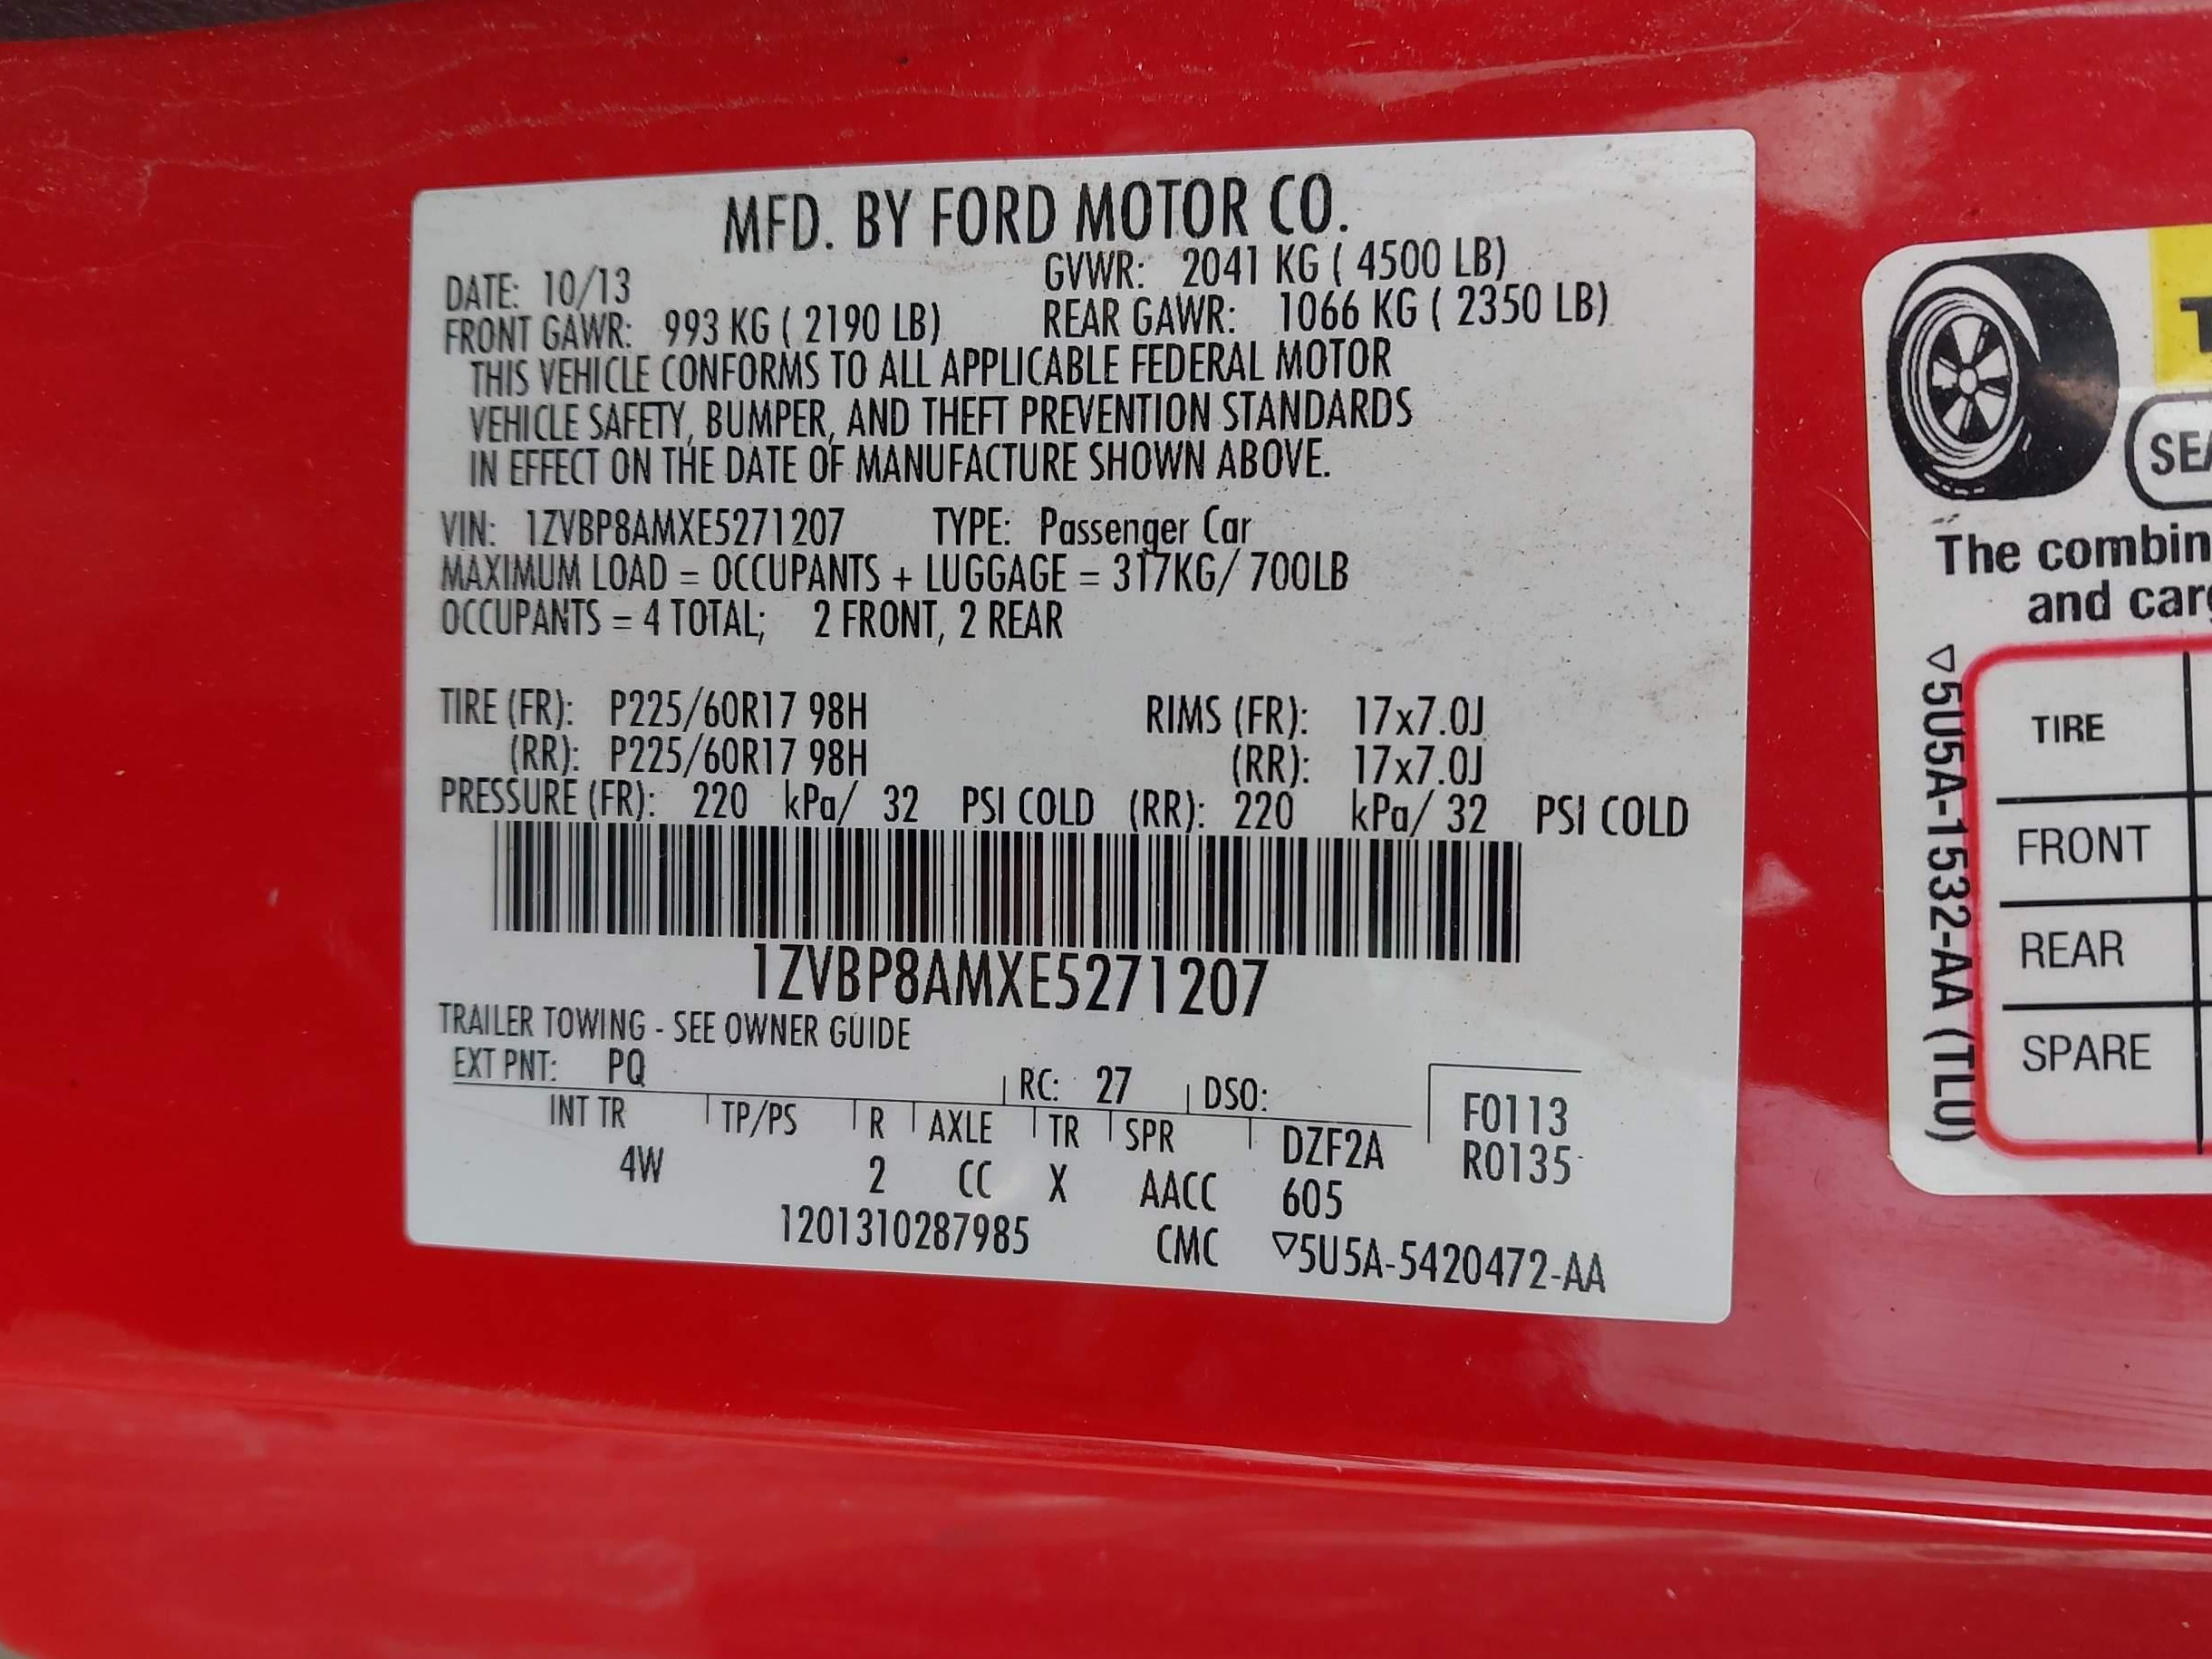 MFD. BY FORD MOTOR CO.
DATE: 10/13 GVWR: 2041 KG ( 4500 LB)
FRONT GAWR: 993 KG ( 2190 LB) REAR GAWR: 1066 KG ( 2350 LB)
THIS VEHICLE CONFORMS TO ALL APPLICABLE FEDERAL MOTOR
VEHICLE SAFETY, BUMPER, AND THEFT PREVENTION STANDARDS
IN EFFECT ON THE DATE OF MANUFACTURE SHOWN ABOVE.
VIN: 1ZVBP8AMXE5271207 TYPE: Passenger Car
MAXIMUM LOAD = OCCUPANTS + LUGGAGE = 317KG/ 700LB
OCCUPANTS = 4 TOTAL; 2 FRONT, 2 REAR
TIRE (FR): P225/60R17 98H RIMS (FR): 17x7.0J
(RR): P225/60R17 98H (RR): 17x7.0J
PRESSURE (FR): 220 kPa/ 32 PSI COLD (RR): 220 kPa/ 32 PSI COLD
1ZVBP8AMXE5271207
TRAILER TOWING - SEE OWNER GUIDE
EXT PNT: PQ RC: 27 DSO:
INT TR TP/PS R AXLE TR SPR DZF2A
4W 2 CC X AACC 605
F0113
R0135
1201310287985 CMC ▽5U5A-5420472-AA
The combin
and car
▽5U5A-1532-AA (TLU)
TIRE
FRONT
REAR
SPARE